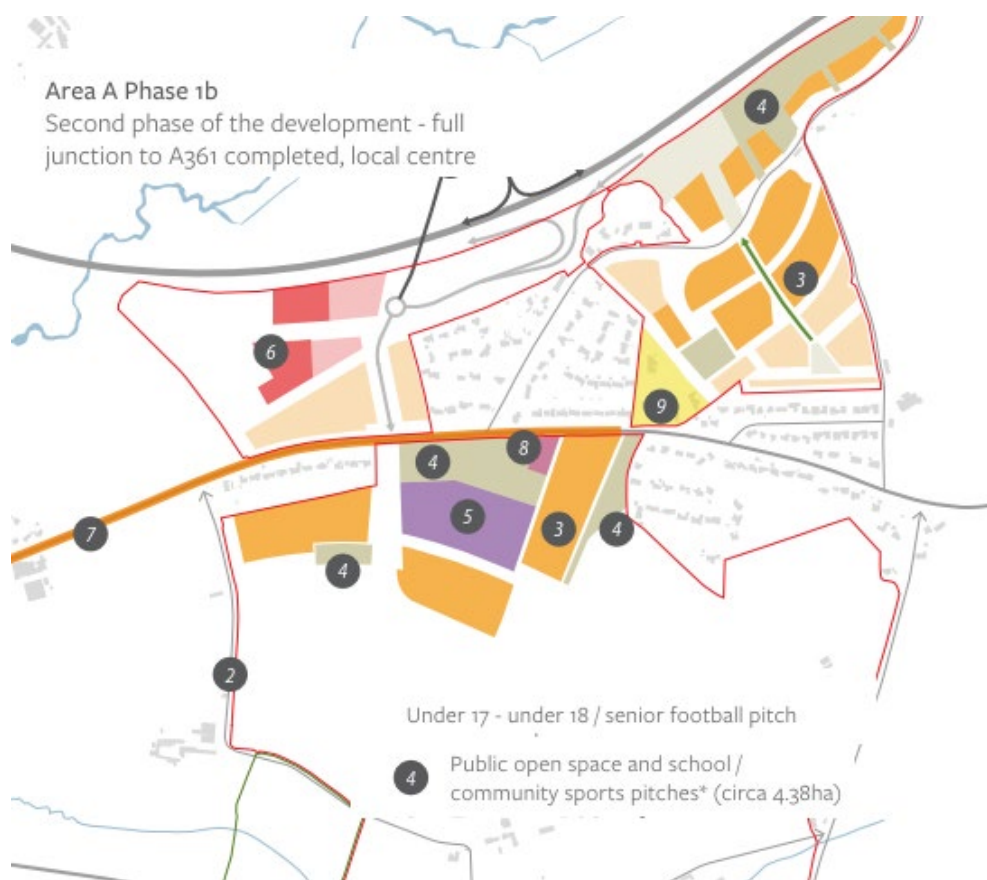 Area A Phase 1b
Second phase of the development - full
junction to A361 completed, local centre
4
3
6
9
8
4
5
7
3
4
4
2
Under 17 - under 18 / senior football pitch
4
Public open space and school /
community sports pitches* (circa 4.38ha)